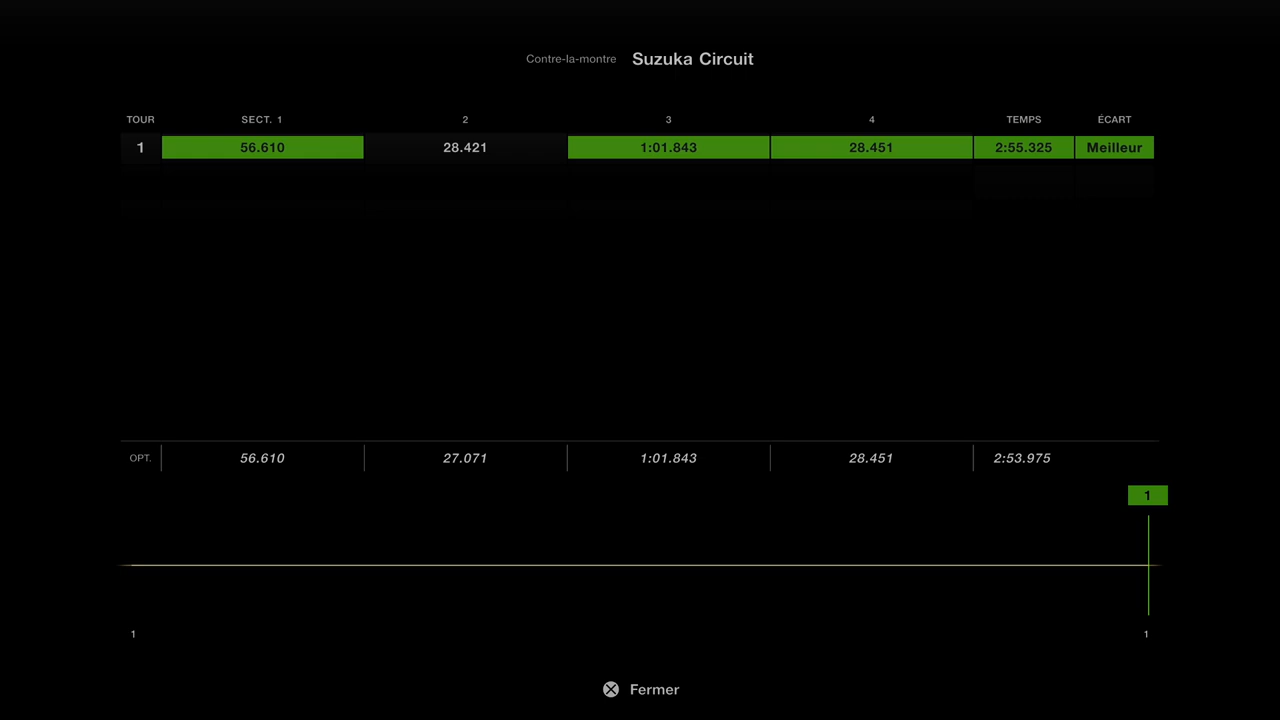 Contre-la-montre Suzuka Circuit
TOUR SECT. 1 2 3 4 TEMPS ÉCART
1 56.610 28.421 1:01.843 28.451 2:55.325 Meilleur
OPT. 56.610 27.071 1:01.843 28.451 2:53.975
1
1 1
Fermer